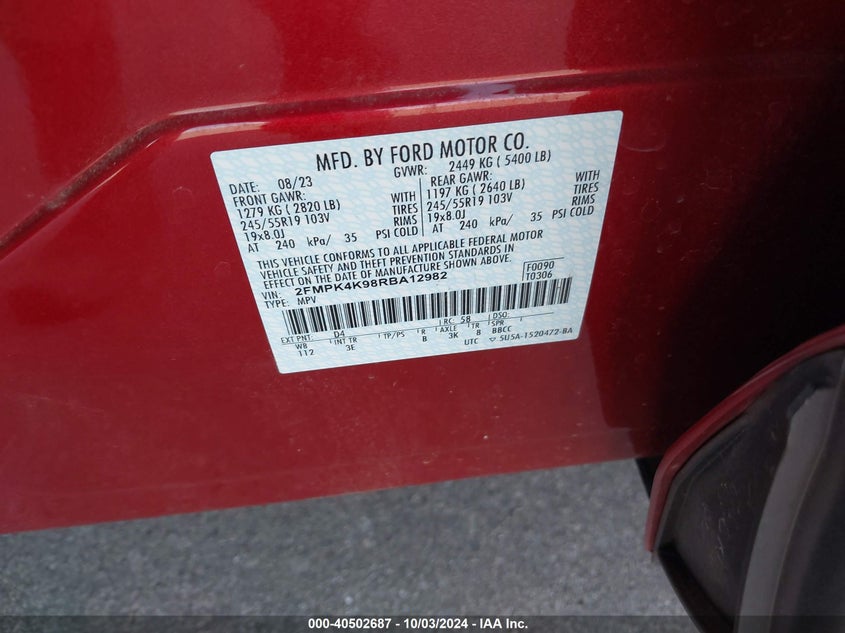 MFD. BY FORD MOTOR CO.
DATE: 08/23 GVWR: 2449 KG ( 5400 LB)
FRONT GAWR: WITH REAR GAWR: WITH
1279 KG ( 2820 LB) TIRES 1197 KG ( 2640 LB) TIRES
245/55R19 103V RIMS 245/55R19 103V RIMS
19x8.0J 19x8.0J
AT 240 kPa/ 35 PSI COLD AT 240 kPa/ 35 PSI COLD
THIS VEHICLE CONFORMS TO ALL APPLICABLE FEDERAL MOTOR
VEHICLE SAFETY AND THEFT PREVENTION STANDARDS IN
EFFECT ON THE DATE OF MANUFACTURE SHOWN ABOVE.
VIN: 2FMPK4K98RBA12982 F0090
MPV T0306
EXT PNT: D4 RC: 58 DSO:
WB INT TR TP/PS R AXLE TR SPR
112 3E B 3K 8 BBCC
UTC 5U5A-1520472-BA
000-40502687 - 10/03/2024 - IAA Inc.